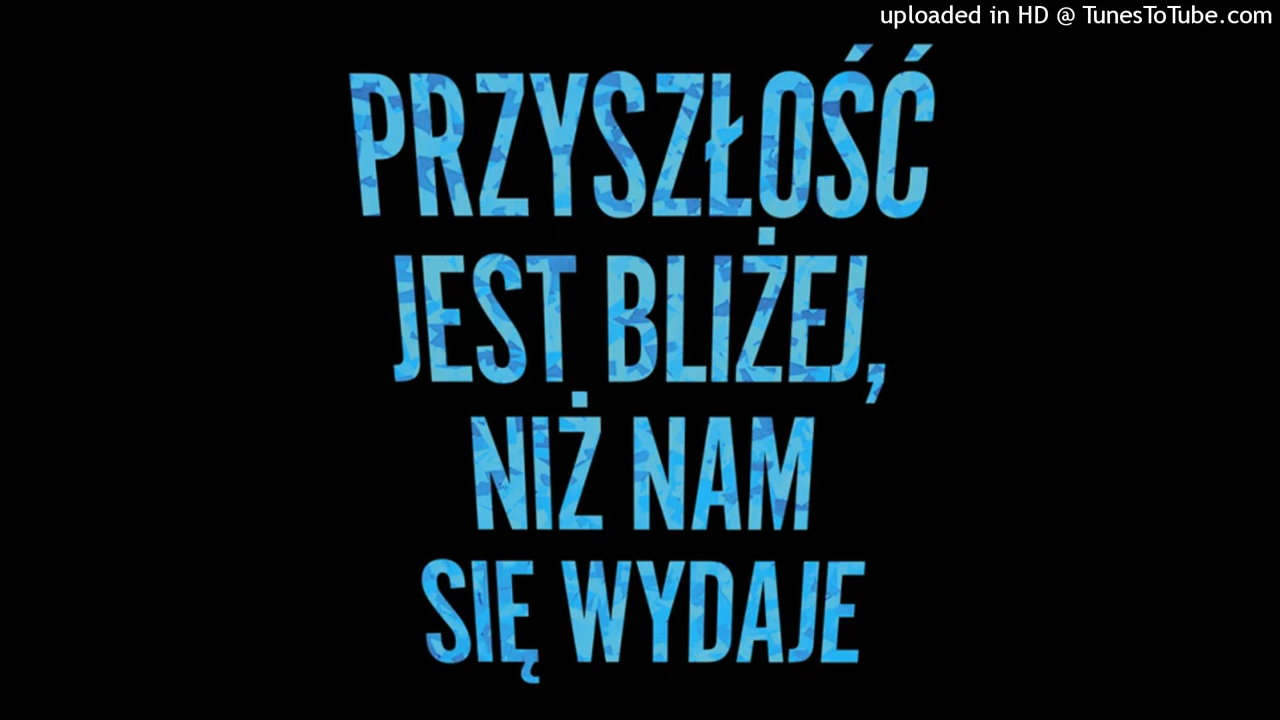 uploaded in HD @ TunesToTube.com
PRZYSZŁOŚĆ
JEST BLIŻEJ,
NIŻ NAM
SIĘ WYDAJE